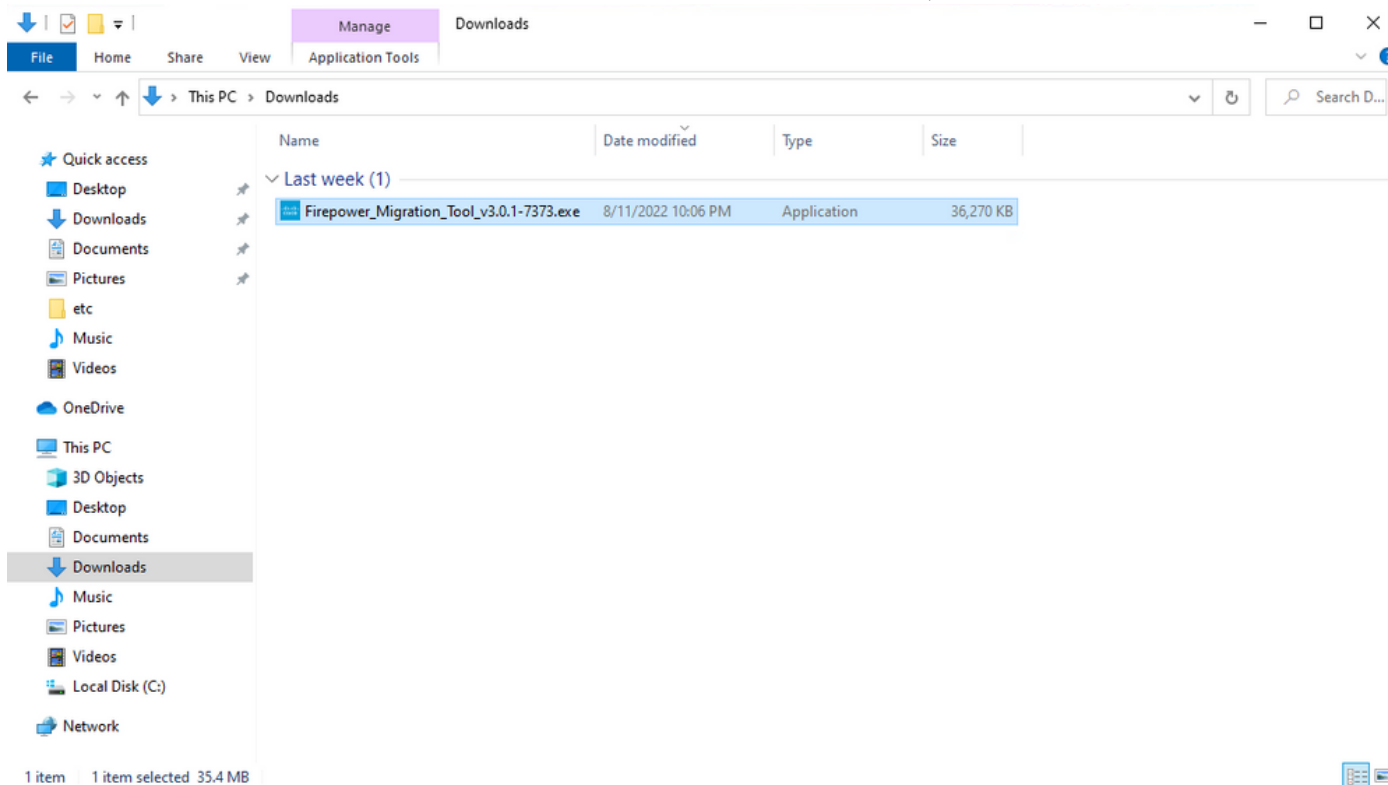 Manage
Downloads
File
Home
Share
View
Application Tools
This PC
Downloads
Search D...
Name
Date modified
Type
Size
Quick access
Desktop
Downloads
Documents
Pictures
etc
Music
Videos
OneDrive
This PC
3D Objects
Desktop
Documents
Downloads
Music
Pictures
Videos
Local Disk (C:)
Network
Last week (1)
Firepower_Migration_Tool_v3.0.1-7373.exe 8/11/2022 10:06 PM Application 36,270 KB
1 item 1 item selected 35.4 MB